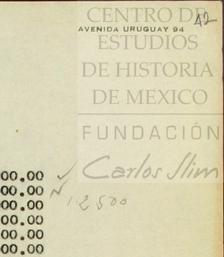 42
CENTRO DE
AVENIDA URUGUAY 94
ESTUDIOS
DE HISTORIA
DE MEXICO
FUNDACIÓN
Carlos Slim
00.00 ✓
00.00 ✓ 12500
00.00
00.00
00.00
00.00